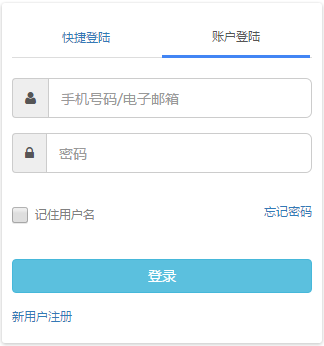 快捷登陆 账户登陆
手机号码/电子邮箱
密码
记住用户名 忘记密码
登录
新用户注册